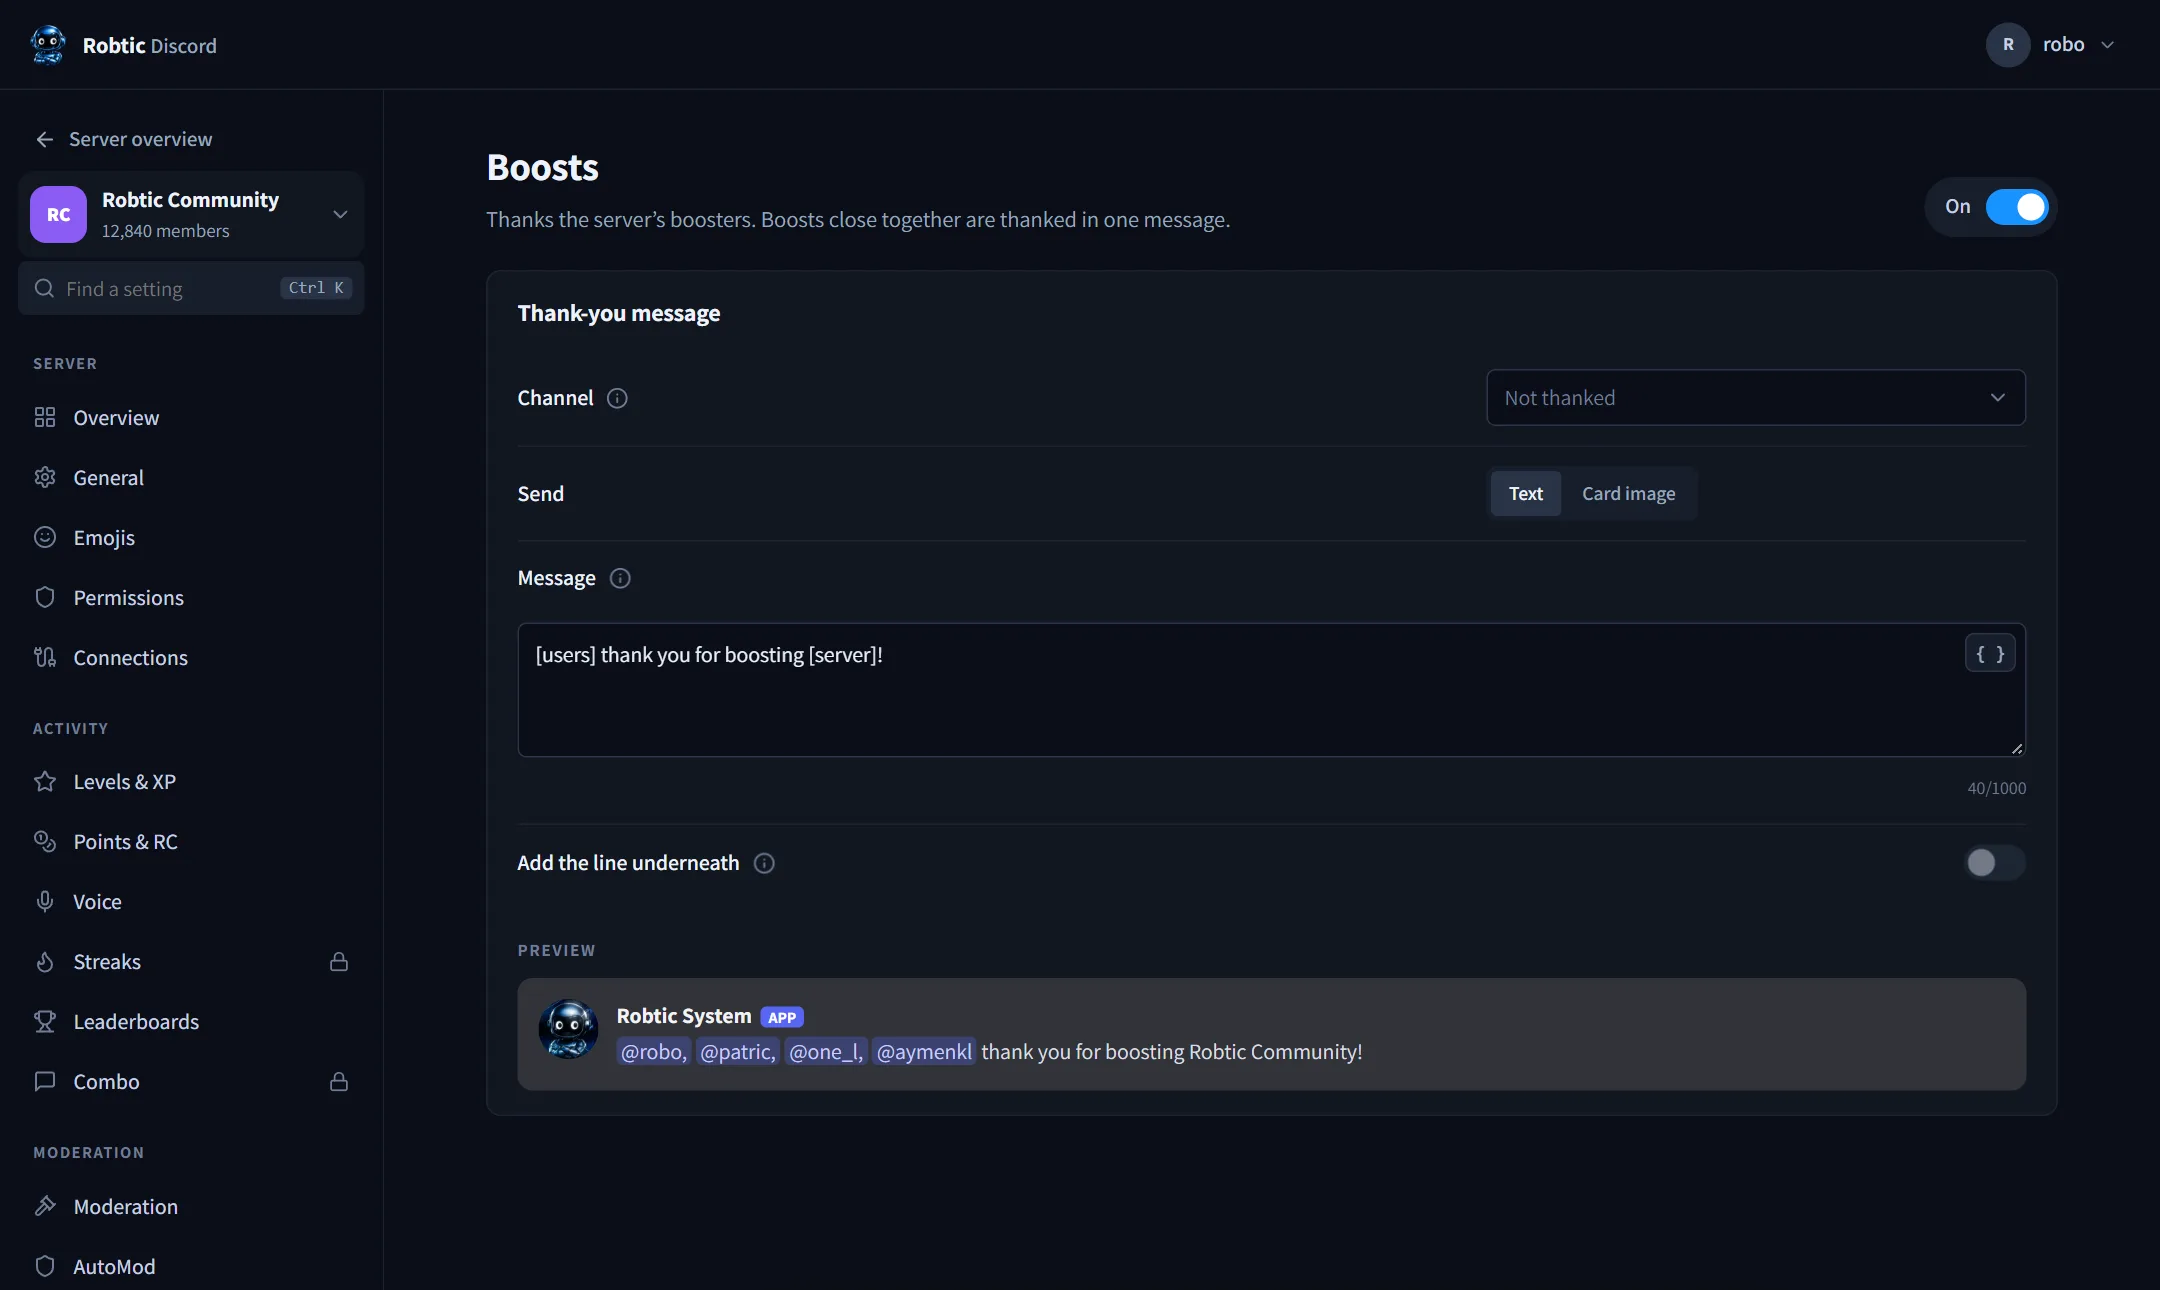 Robtic Discord
R robo
Server overview
RC Robtic Community
12,840 members
Find a setting Ctrl K
SERVER
Overview
General
Emojis
Permissions
Connections
ACTIVITY
Levels & XP
Points & RC
Voice
Streaks
Leaderboards
Combo
MODERATION
Moderation
AutoMod
Boosts
Thanks the server’s boosters. Boosts close together are thanked in one message.
On
Thank-you message
Channel
Not thanked
Send
Text Card image
Message
[users] thank you for boosting [server]!
{ }
40/1000
Add the line underneath
PREVIEW
Robtic System APP
@robo, @patric, @one_l, @aymenkl thank you for boosting Robtic Community!